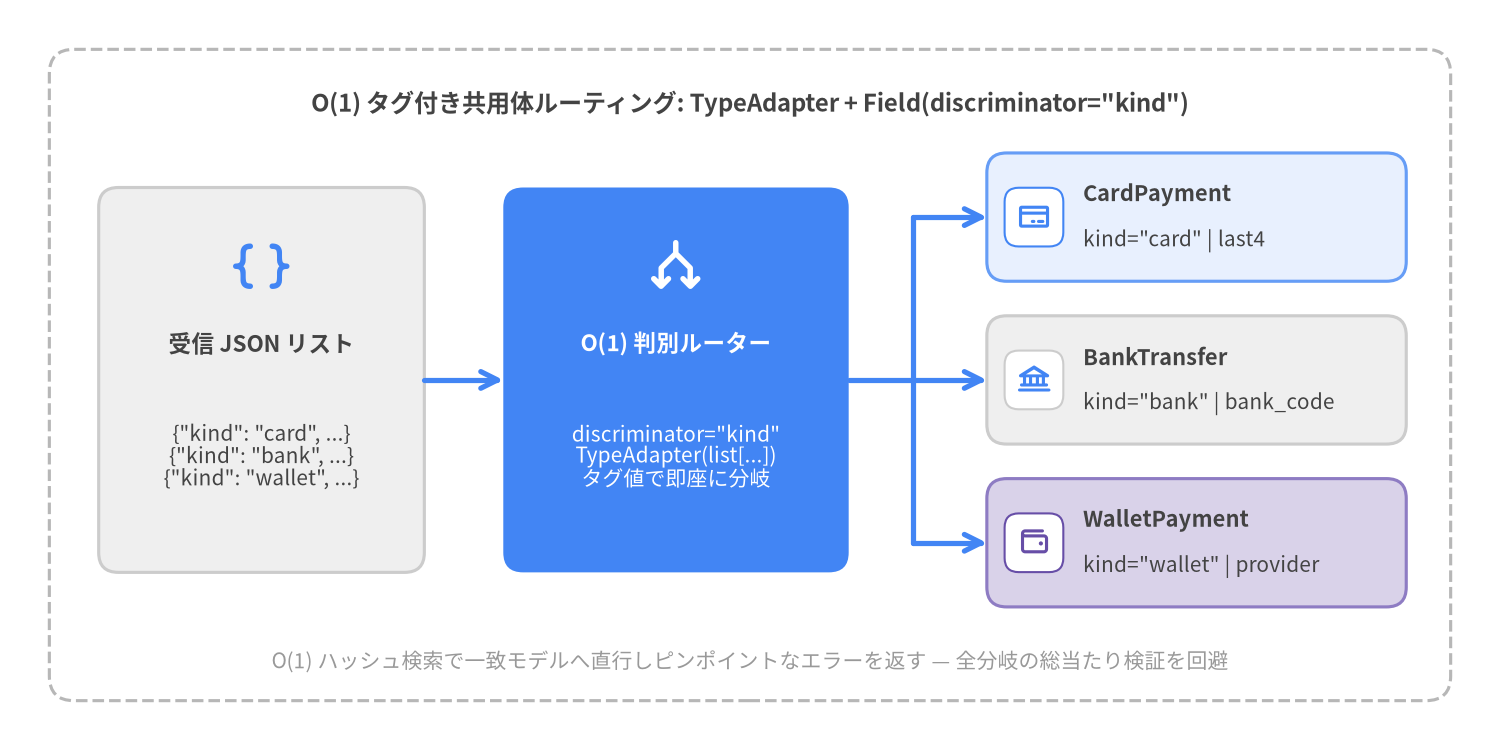 O(1) タグ付き共用体ルーティング: TypeAdapter + Field(discriminator="kind")
{ }
受信 JSON リスト
{"kind": "card", ...}
{"kind": "bank", ...}
{"kind": "wallet", ...}
O(1) 判別ルーター
discriminator="kind"
TypeAdapter(list[...])
タグ値で即座に分岐
CardPayment
kind="card" | last4
BankTransfer
kind="bank" | bank_code
WalletPayment
kind="wallet" | provider
O(1) ハッシュ検索で一致モデルへ直行しピンポイントなエラーを返す — 全分岐の総当たり検証を回避